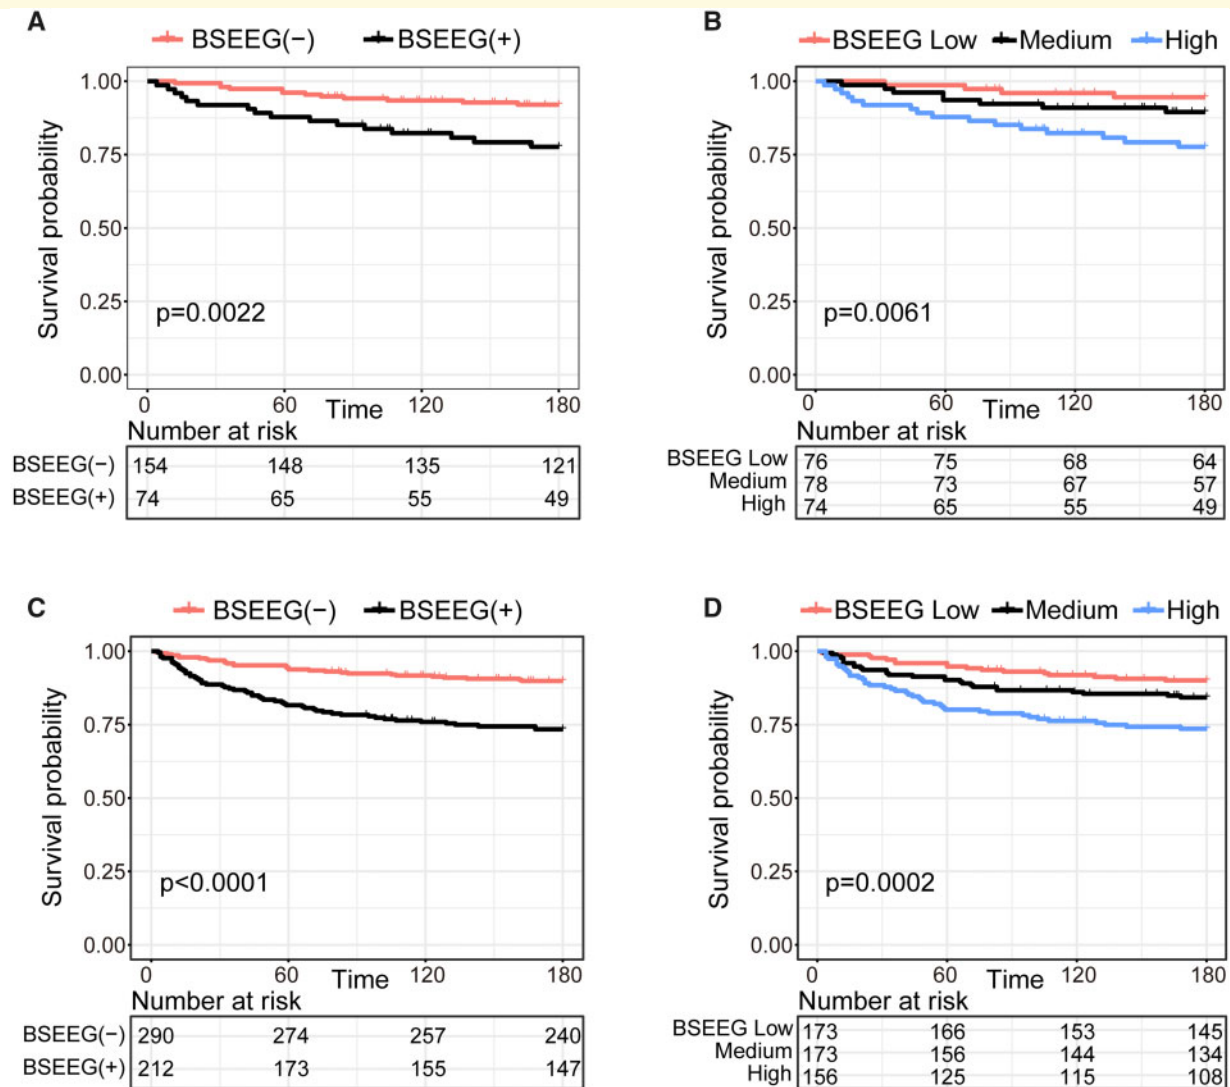 A
BSEEG(−) BSEEG(+)
Survival probability
1.00
0.75
0.50
0.25
0.00
p=0.0022
0 60 120 180
Time
Number at risk
BSEEG(−) 154 148 135 121
BSEEG(+) 74 65 55 49
B
BSEEG Low Medium High
Survival probability
1.00
0.75
0.50
0.25
0.00
p=0.0061
0 60 120 180
Time
Number at risk
BSEEG Low 76 75 68 64
Medium 78 73 67 57
High 74 65 55 49
C
BSEEG(−) BSEEG(+)
Survival probability
1.00
0.75
0.50
0.25
0.00
p<0.0001
0 60 120 180
Time
Number at risk
BSEEG(−) 290 274 257 240
BSEEG(+) 212 173 155 147
D
BSEEG Low Medium High
Survival probability
1.00
0.75
0.50
0.25
0.00
p=0.0002
0 60 120 180
Time
Number at risk
BSEEG Low 173 166 153 145
Medium 173 156 144 134
High 156 125 115 108